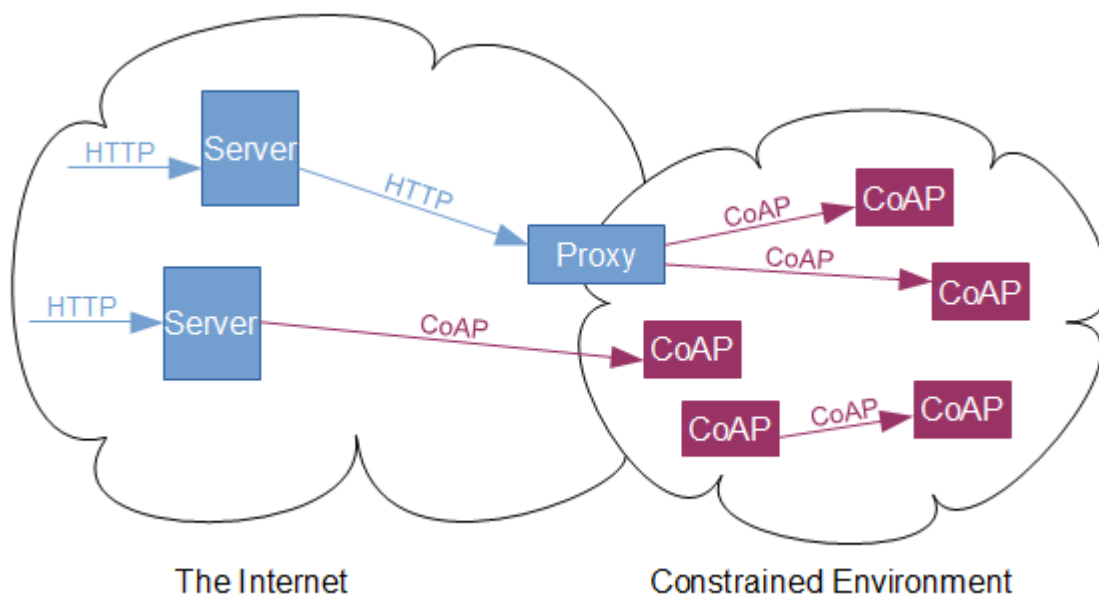 HTTP
Server
HTTP
Proxy
CoAP
CoAP
CoAP
CoAP
HTTP
Server
CoAP
CoAP
CoAP
CoAP
CoAP
The Internet
Constrained Environment